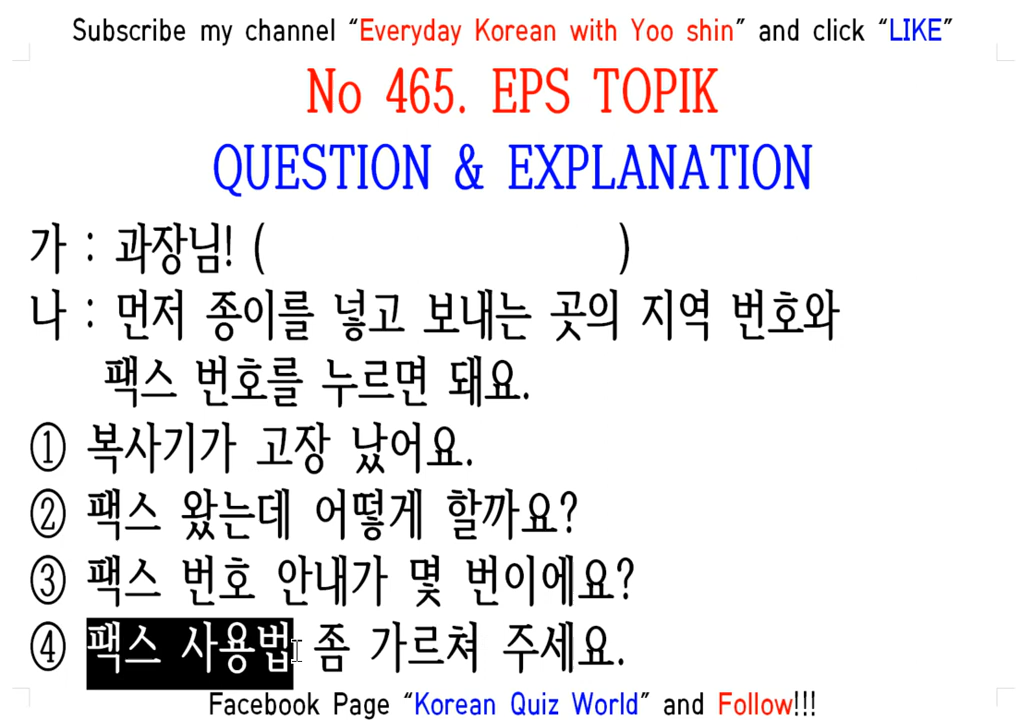 Subscribe my channel “Everyday Korean with Yoo shin” and click “LIKE”
No 465. EPS TOPIK
QUESTION & EXPLANATION
가 : 과장님! ( )
나 : 먼저 종이를 넣고 보내는 곳의 지역 번호와
팩스 번호를 누르면 돼요.
① 복사기가 고장 났어요.
② 팩스 왔는데 어떻게 할까요?
③ 팩스 번호 안내가 몇 번이에요?
④ 팩스 사용법 좀 가르쳐 주세요.
Facebook Page “Korean Quiz World” and Follow!!!